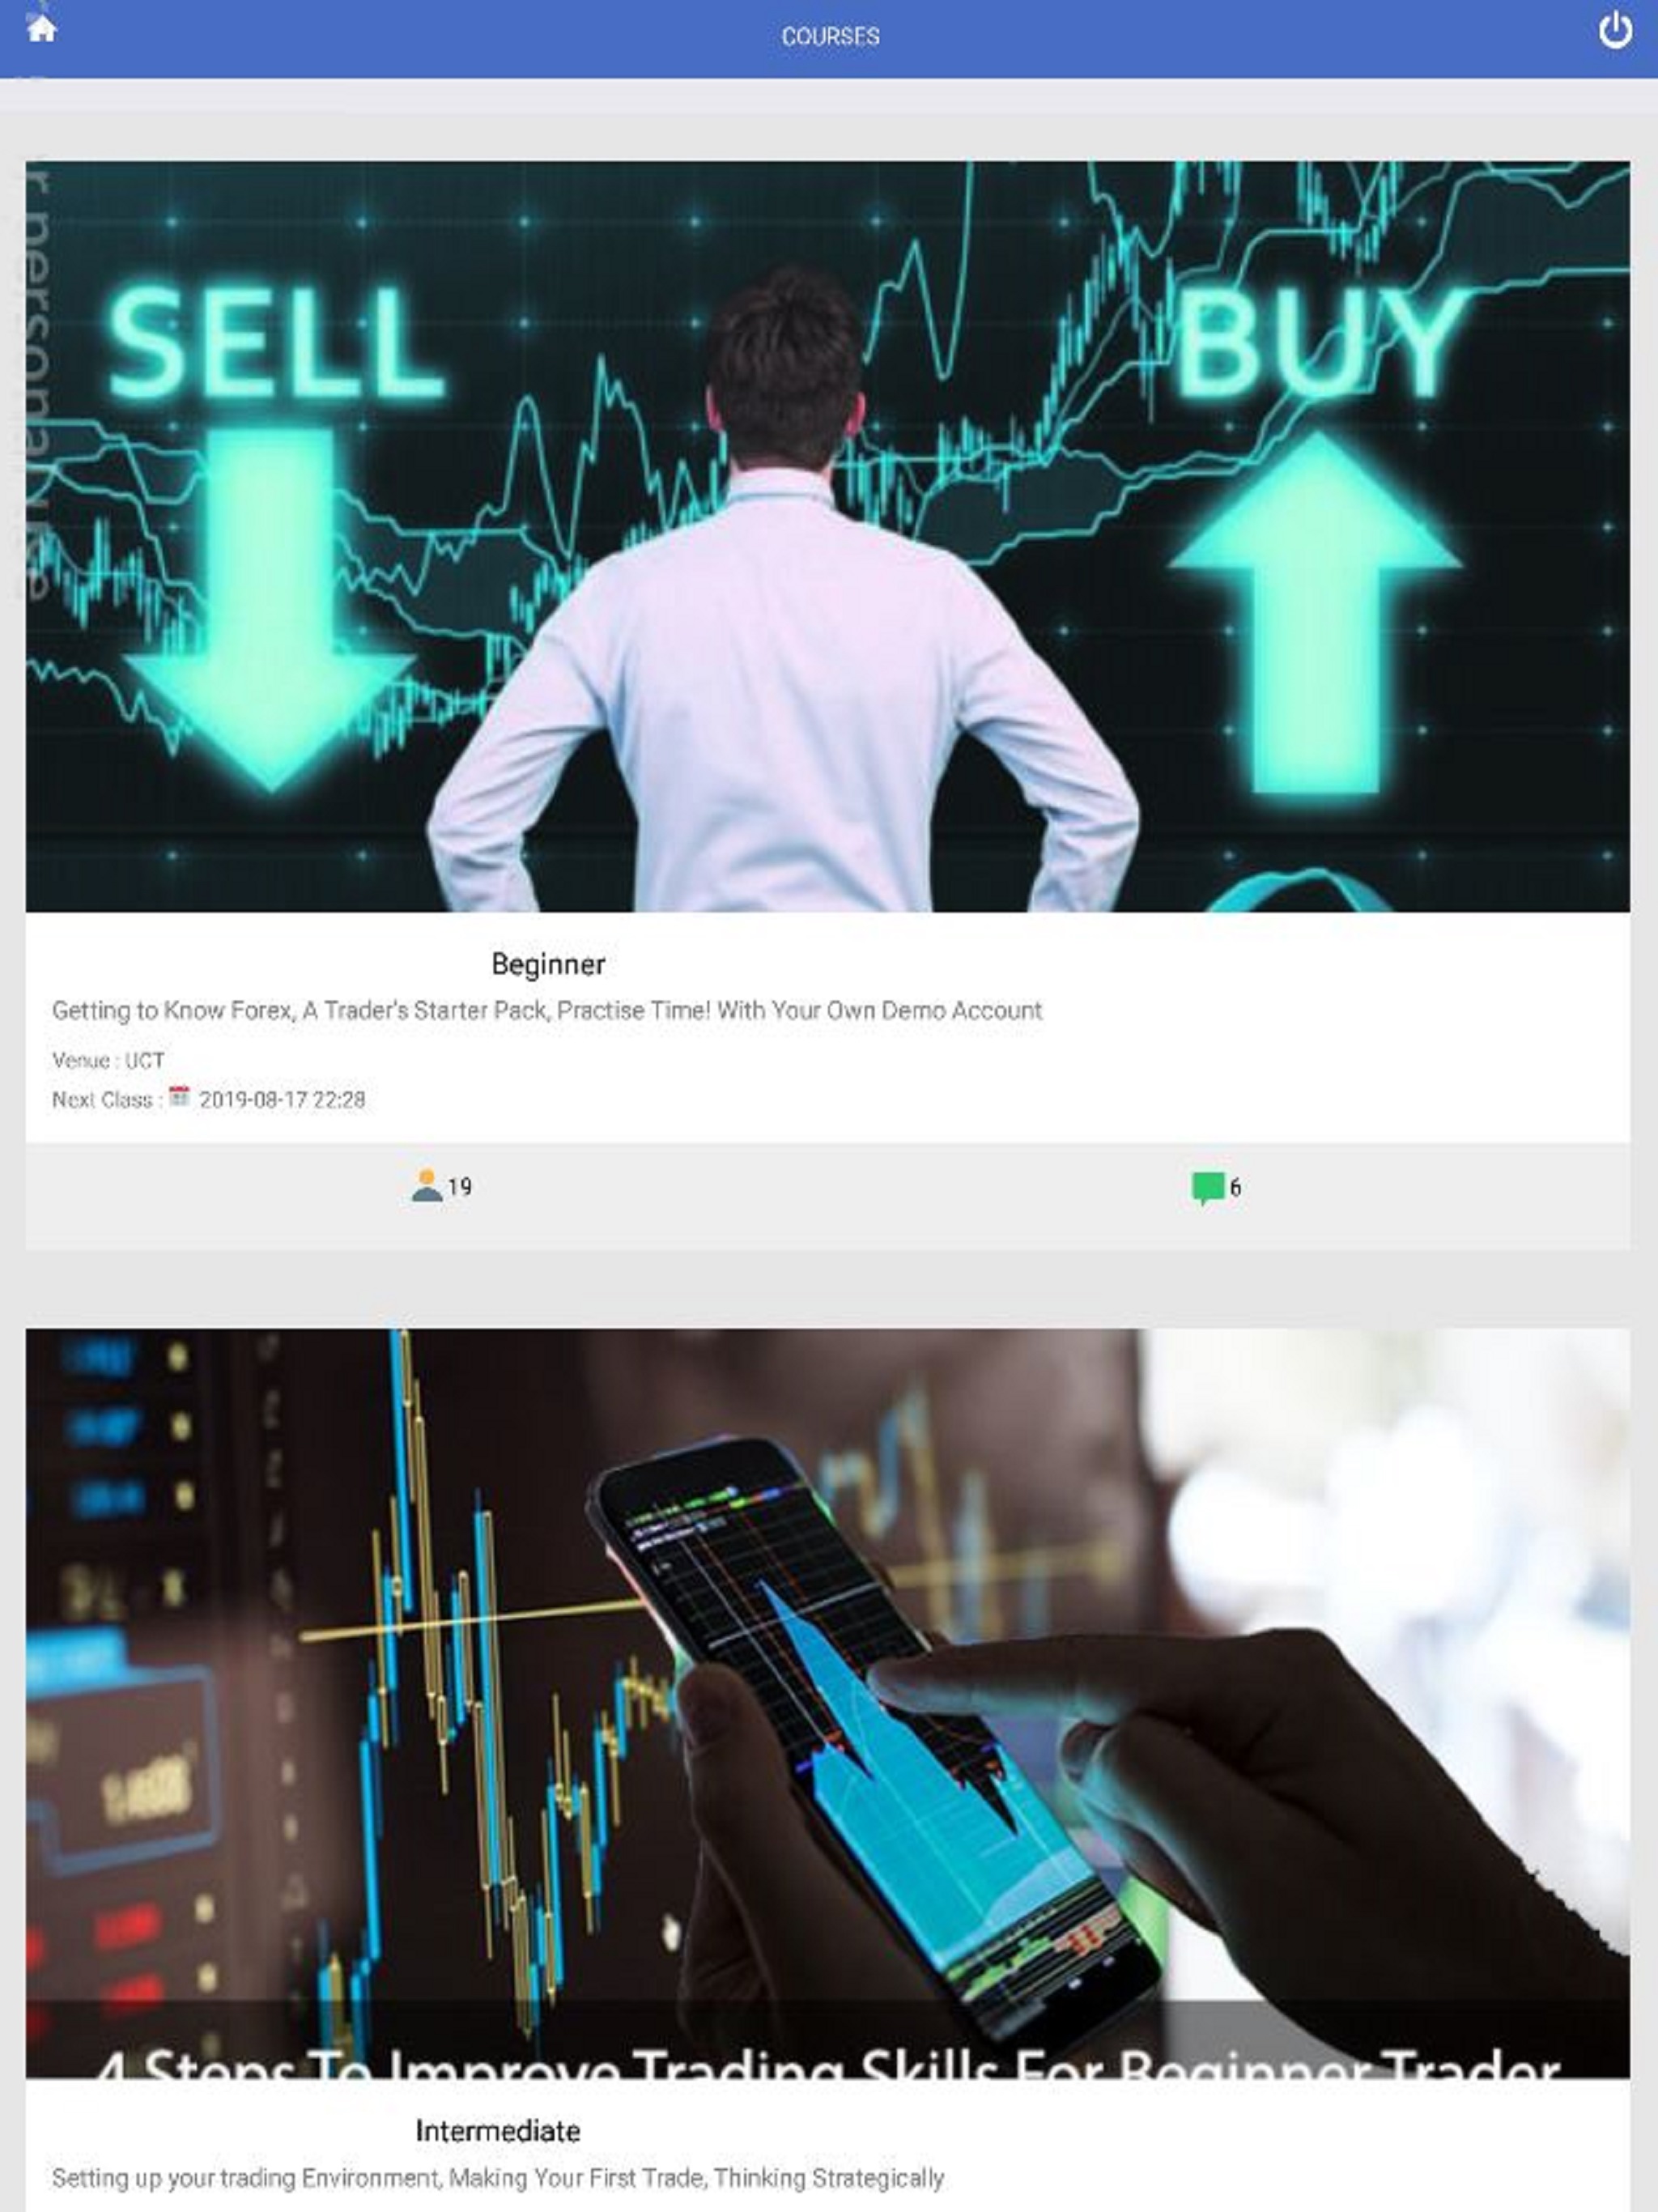 COURSES
SELL
BUY
Beginner
Getting to Know Forex, A Trader's Starter Pack, Practise Time! With Your Own Demo Account
Venue : UCT
Next Class : 2019-08-17 22:28
19
6
4 Steps To Improve Trading Skills For Beginner Trader
Intermediate
Setting up your trading Environment, Making Your First Trade, Thinking Strategically